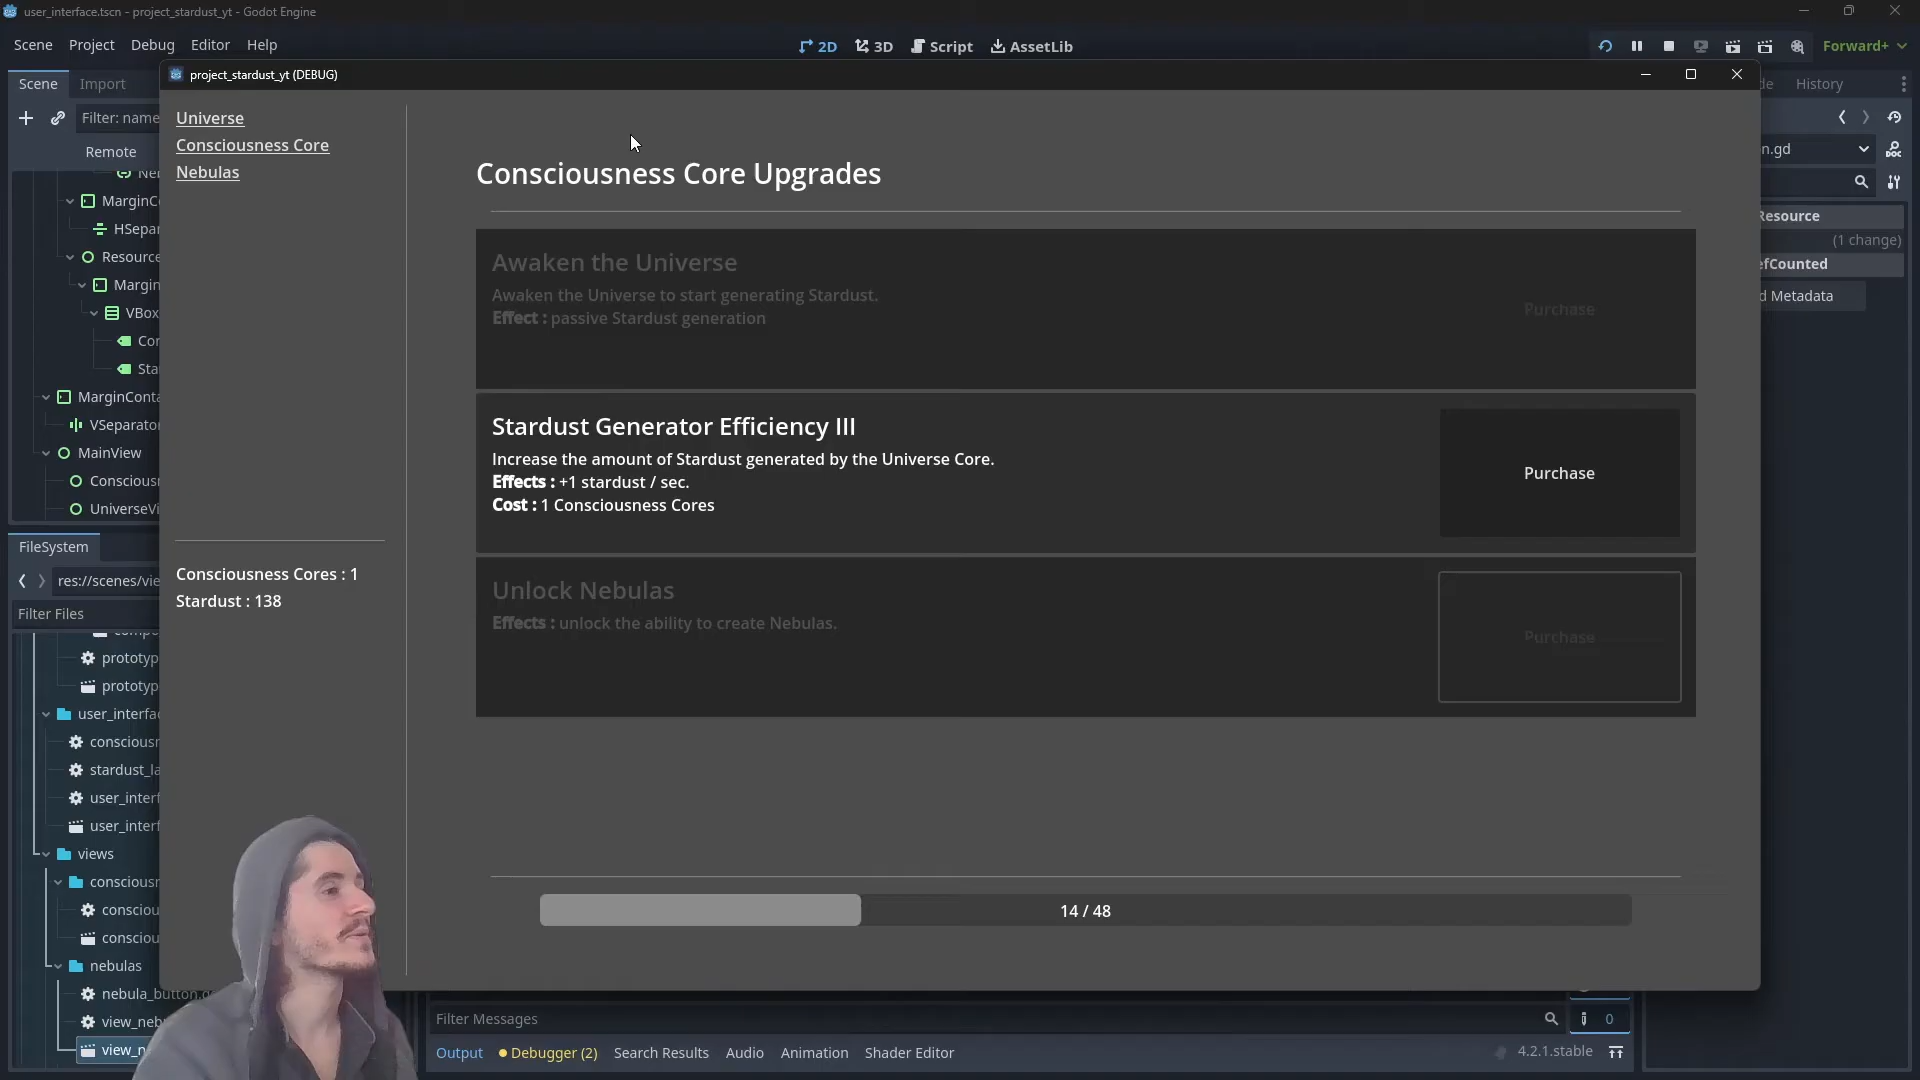 user_interface.tscn - project_stardust_yt - Godot Engine
Scene Project Debug Editor Help
2D 3D Script AssetLib
Forward+
project_stardust_yt (DEBUG)
Scene Import
History
Filter: name
Remote
MarginC
HSepar
Resource
Margin
VBox
Cor
Sta
MarginConta
VSeparator
MainView
Consciousn
UniverseVi
FileSystem
res://scenes/vie
Filter Files
prototyp
prototyp
user_interfac
consciousn
stardust_la
user_interf
user_interf
views
consciousn
consciou
consciou
nebulas
nebula_button.g
view_neb
view_n
Universe
Consciousness Core
Nebulas
Consciousness Cores : 1
Stardust : 138
Consciousness Core Upgrades
Awaken the Universe
Awaken the Universe to start generating Stardust.
Effect : passive Stardust generation
Purchase
Stardust Generator Efficiency III
Increase the amount of Stardust generated by the Universe Core.
Effects : +1 stardust / sec.
Cost : 1 Consciousness Cores
Purchase
Unlock Nebulas
Effects : unlock the ability to create Nebulas.
Purchase
14 / 48
n.gd
Resource
(1 change)
efCounted
d Metadata
Filter Messages
0
Output Debugger (2) Search Results Audio Animation Shader Editor
4.2.1.stable